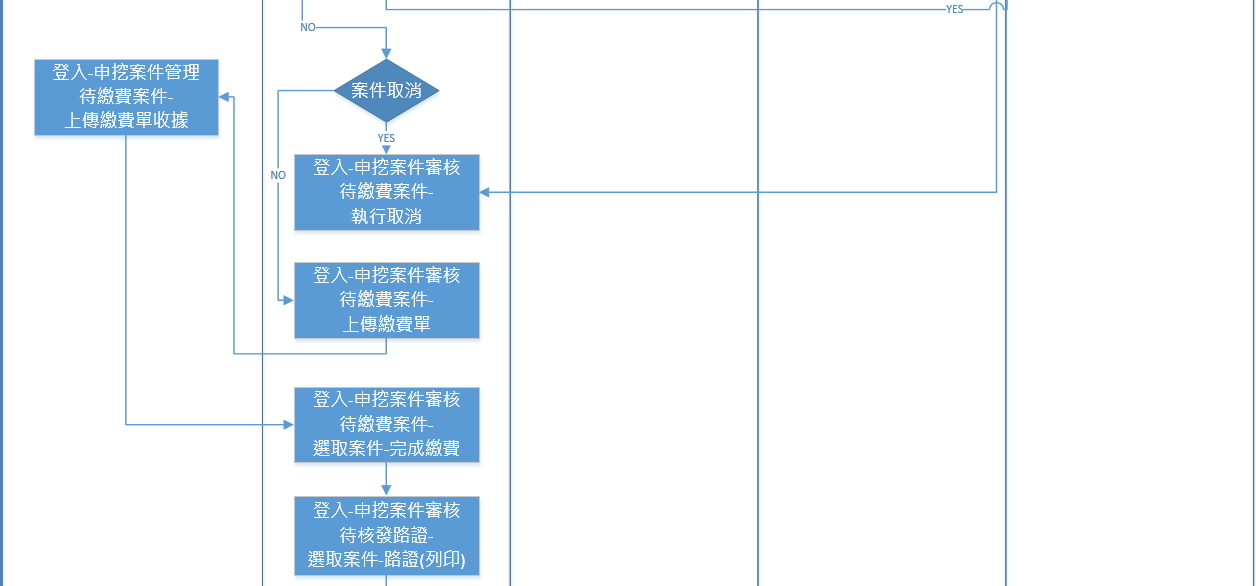 YES
NO
案件取消
登入-申挖案件管理
待繳費案件-
上傳繳費單收據
YES
登入-申挖案件審核
待繳費案件-
執行取消
NO
登入-申挖案件審核
待繳費案件-
上傳繳費單
登入-申挖案件審核
待繳費案件-
選取案件-完成繳費
登入-申挖案件審核
待核發路證-
選取案件-路證(列印)